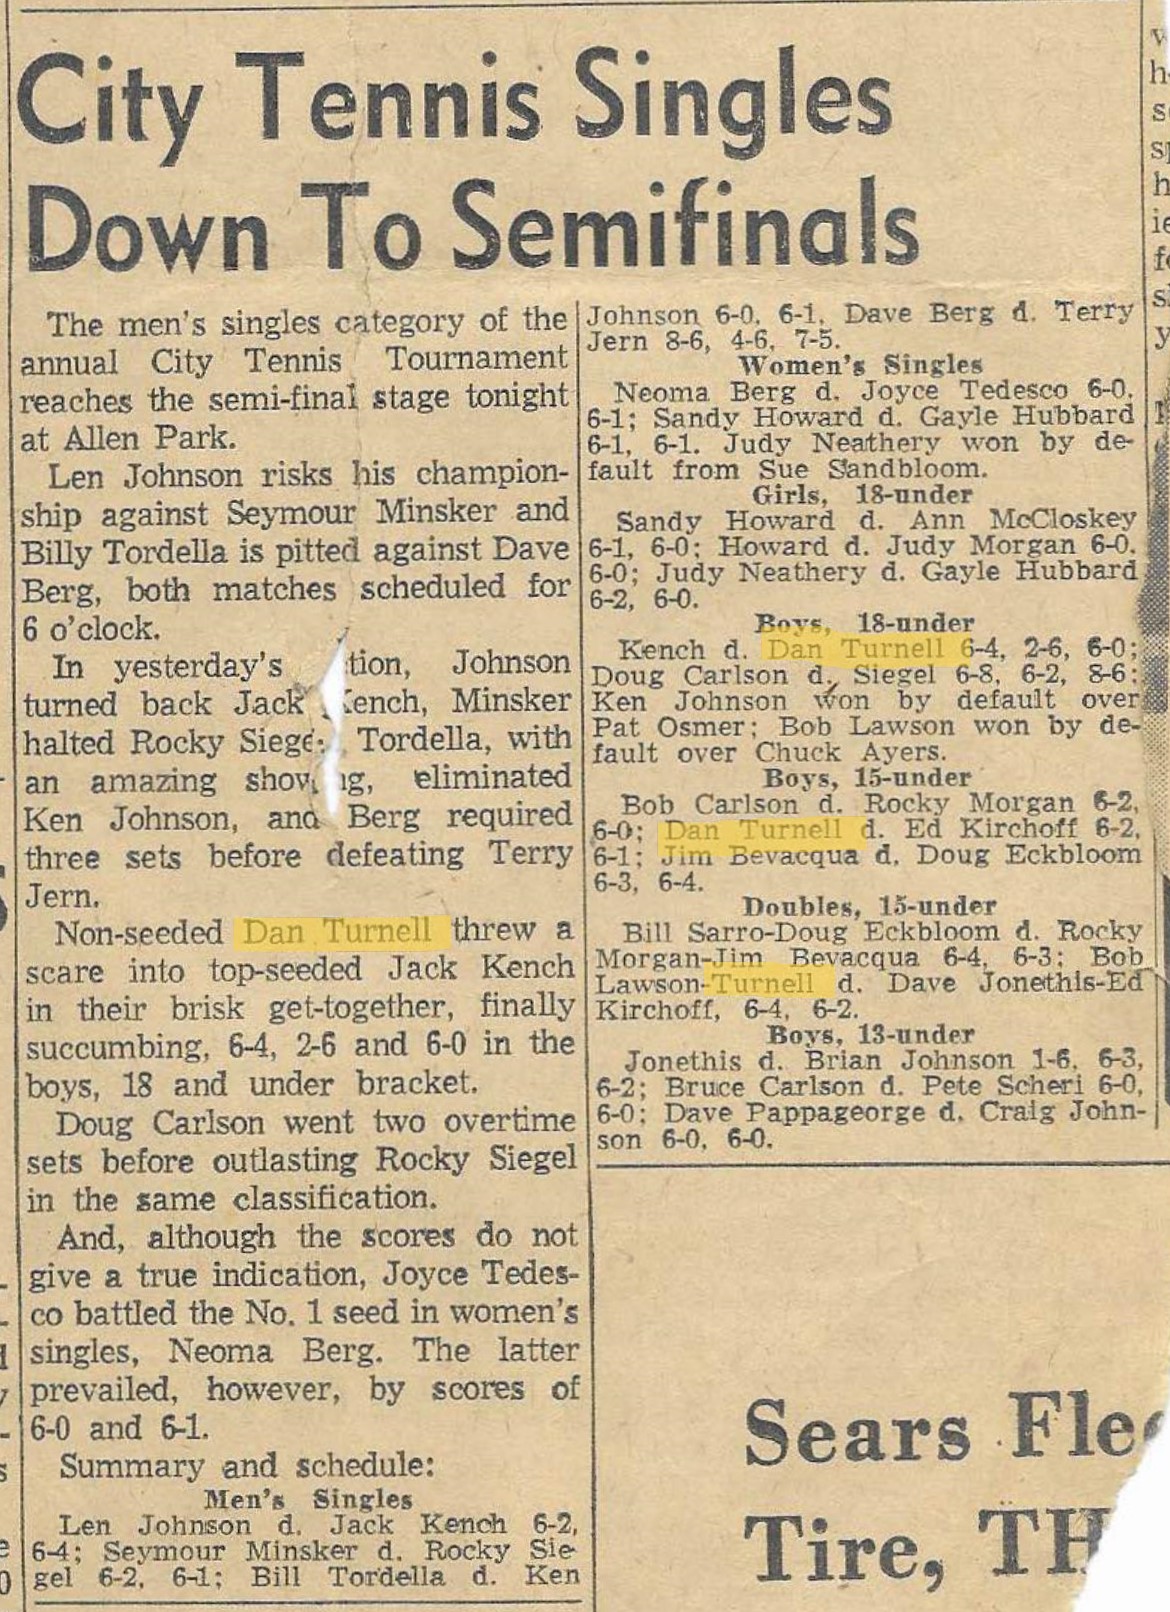 City Tennis Singles
Down To Semifinals
The men's singles category of the
annual City Tennis Tournament
reaches the semi-final stage tonight
at Allen Park.
Len Johnson risks his champion-
ship against Seymour Minsker and
Billy Tordella is pitted against Dave
Berg, both matches scheduled for
6 o'clock.
In yesterday's tion, Johnson
turned back Jack Kench, Minsker
halted Rocky Siege Tordella, with
an amazing showing, eliminated
Ken Johnson, and Berg required
three sets before defeating Terry
Jern.
Non-seeded Dan Turnell threw a
scare into top-seeded Jack Kench
in their brisk get-together, finally
succumbing, 6-4, 2-6 and 6-0 in the
boys, 18 and under bracket.
Doug Carlson went two overtime
sets before outlasting Rocky Siegel
in the same classification.
And, although the scores do not
give a true indication, Joyce Tedes-
co battled the No. 1 seed in women's
singles, Neoma Berg. The latter
prevailed, however, by scores of
6-0 and 6-1.
Summary and schedule:
Men's Singles
Len Johnson d. Jack Kench 6-2,
6-4; Seymour Minsker d. Rocky Sie-
gel 6-2, 6-1; Bill Tordella d. Ken
Johnson 6-0, 6-1, Dave Berg d. Terry
Jern 8-6, 4-6, 7-5.
Women's Singles
Neoma Berg d. Joyce Tedesco 6-0,
6-1; Sandy Howard d. Gayle Hubbard
6-1, 6-1. Judy Neathery won by de-
fault from Sue Sandbloom.
Girls, 18-under
Sandy Howard d. Ann McCloskey
6-1, 6-0; Howard d. Judy Morgan 6-0,
6-0; Judy Neathery d. Gayle Hubbard
6-2, 6-0.
Boys, 18-under
Kench d. Dan Turnell 6-4, 2-6, 6-0;
Doug Carlson d. Siegel 6-8, 6-2, 8-6;
Ken Johnson won by default over
Pat Osmer; Bob Lawson won by de-
fault over Chuck Ayers.
Boys, 15-under
Bob Carlson d. Rocky Morgan 6-2,
6-0; Dan Turnell d. Ed Kirchoff 6-2,
6-1; Jim Bevacqua d. Doug Eckbloom
6-3, 6-4.
Doubles, 15-under
Bill Sarro-Doug Eckbloom d. Rocky
Morgan-Jim Bevacqua 6-4, 6-3; Bob
Lawson-Turnell d. Dave Jonethis-Ed
Kirchoff, 6-4, 6-2.
Boys, 13-under
Jonethis d. Brian Johnson 1-6, 6-3,
6-2; Bruce Carlson d. Pete Scheri 6-0,
6-0; Dave Pappageorge d. Craig John-
son 6-0, 6-0.
Sears Flee
Tire, TH